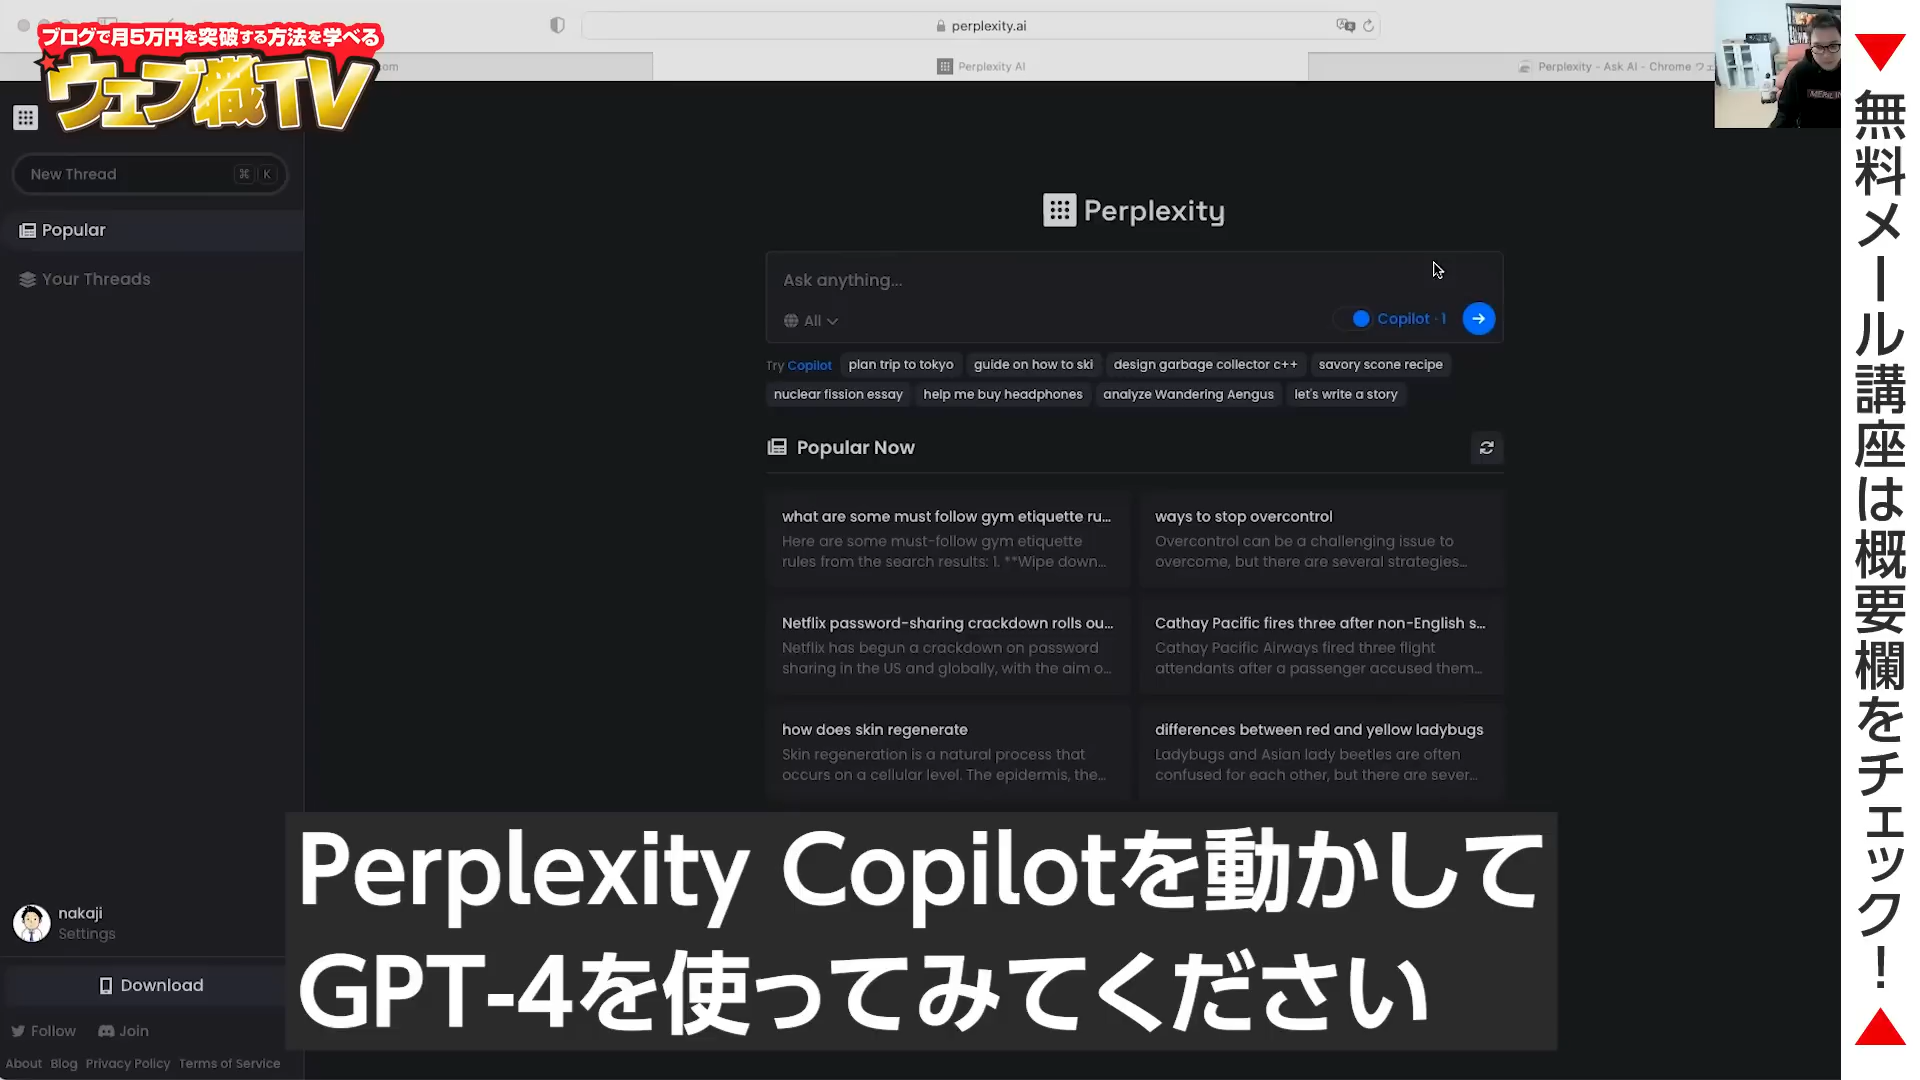 ブログで月5万円を突破する方法を学べる
ウェブ職TV
perplexity.ai
om
Perplexity AI
Perplexity - Ask AI - Chrome ウェ
New Thread
⌘ K
Popular
Your Threads
Perplexity
Ask anything...
All
Copilot · 1
Try Copilot
plan trip to tokyo
guide on how to ski
design garbage collector c++
savory scone recipe
nuclear fission essay
help me buy headphones
analyze Wandering Aengus
let's write a story
Popular Now
what are some must follow gym etiquette ru...
Here are some must-follow gym etiquette
rules from the search results: 1. **Wipe down...
ways to stop overcontrol
Overcontrol can be a challenging issue to
overcome, but there are several strategies...
Netflix password-sharing crackdown rolls ou...
Netflix has begun a crackdown on password
sharing in the US and globally, with the aim o...
Cathay Pacific fires three after non-English s...
Cathay Pacific Airways fired three flight
attendants after a passenger accused them...
how does skin regenerate
Skin regeneration is a natural process that
occurs on a cellular level. The epidermis, the...
differences between red and yellow ladybugs
Ladybugs and Asian lady beetles are often
confused for each other, but there are sever...
Perplexity Copilotを動かして
GPT-4を使ってみてください
nakaji
Settings
Download
Follow
Join
About
Blog
Privacy Policy
Terms of Service
無料メール講座は概要欄をチェック!